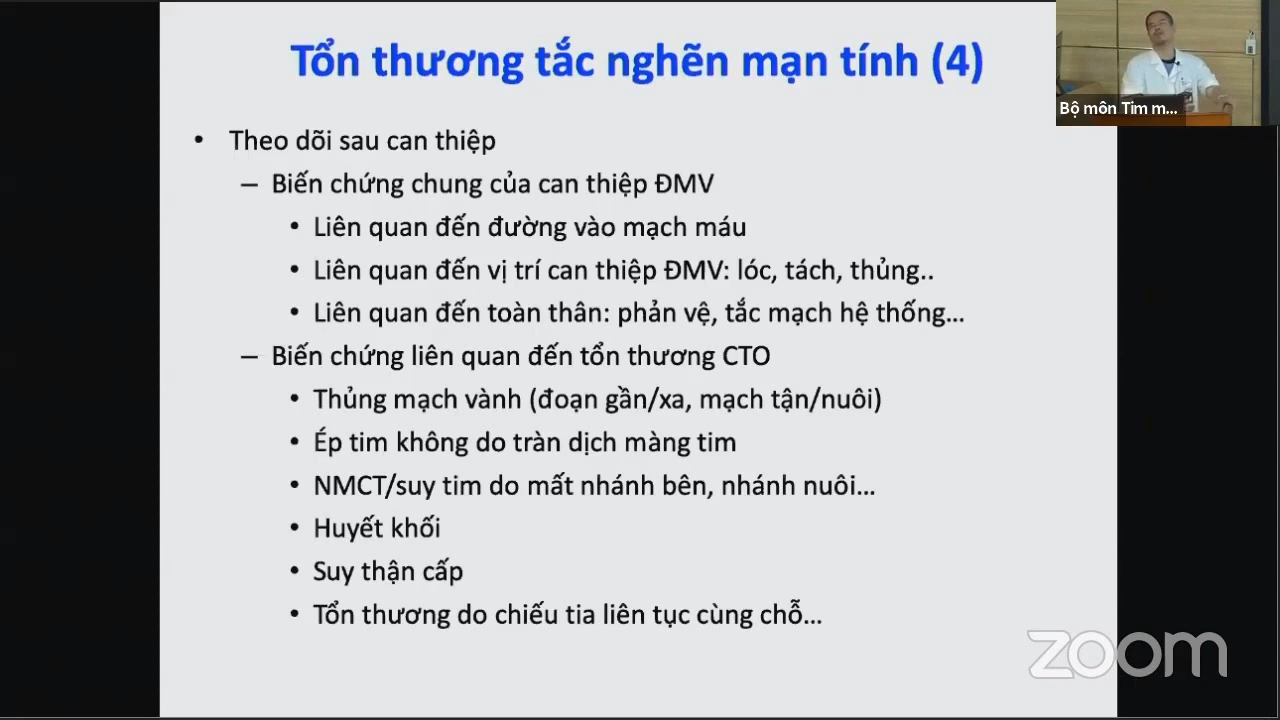 Tổn thương tắc nghẽn mạn tính (4)
Bộ môn Tim m...
• Theo dõi sau can thiệp
– Biến chứng chung của can thiệp ĐMV
• Liên quan đến đường vào mạch máu
• Liên quan đến vị trí can thiệp ĐMV: lóc, tách, thủng..
• Liên quan đến toàn thân: phản vệ, tắc mạch hệ thống...
– Biến chứng liên quan đến tổn thương CTO
• Thủng mạch vành (đoạn gần/xa, mạch tận/nuôi)
• Ép tim không do tràn dịch màng tim
• NMCT/suy tim do mất nhánh bên, nhánh nuôi...
• Huyết khối
• Suy thận cấp
• Tổn thương do chiếu tia liên tục cùng chỗ...
zoom